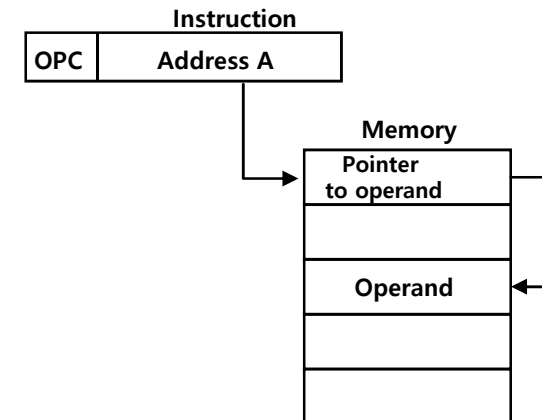 Instruction
OPC Address A
Memory
Pointer
to operand
Operand